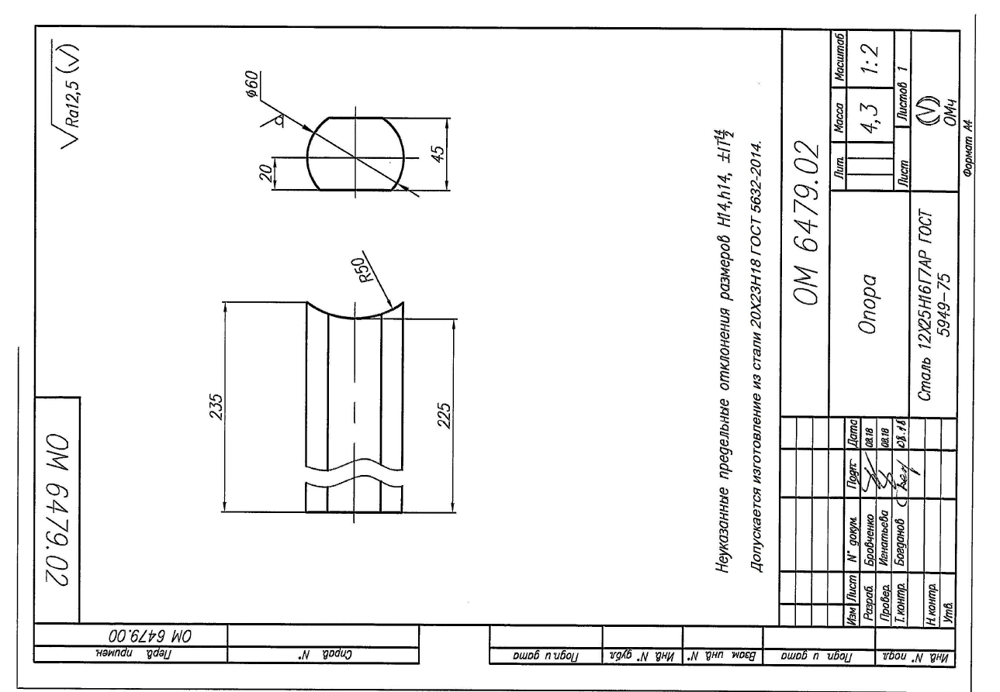 ОМ 6479.02
√Ra12,5 (√)
Перв. примен.
ОМ 6479.00
Справ. N°
Подп. и дата
Инв. N° дубл.
Взам. инв. N°
Подп. и дата
Инв. N° подл.
235
225
R50
⌀60
20
45
Неуказанные предельные отклонения размеров H14,h14, ±IT14/2
Допускается изготовление из стали 20Х23Н18 ГОСТ 5632-2014.
ОМ 6479.02
Изм Лист N° докум. Подп. Дата
Разраб. Бровченко 08.18
Провер. Игнатьева 08.18
Т. контр. Богданов 08.18
Н. контр.
Утв.
Опора
Лит. Масса Масштаб
4,3 1:2
Лист Листов 1
Сталь 12Х25Н16Г7АР ГОСТ
5949-75
ОМч
Формат А4